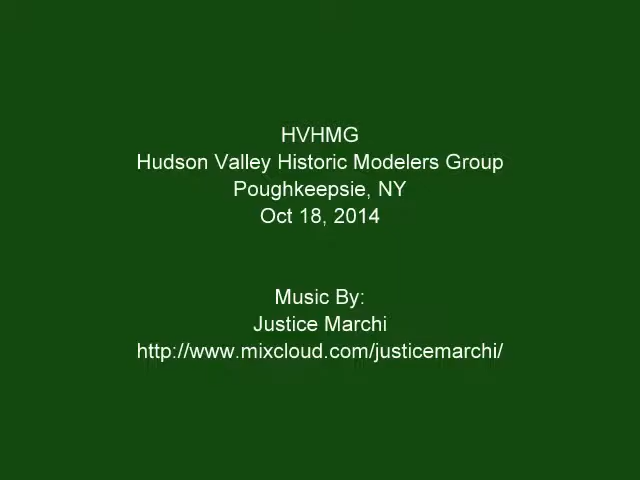 HVHMG
Hudson Valley Historic Modelers Group
Poughkeepsie, NY
Oct 18, 2014
Music By:
Justice Marchi
http://www.mixcloud.com/justicemarchi/